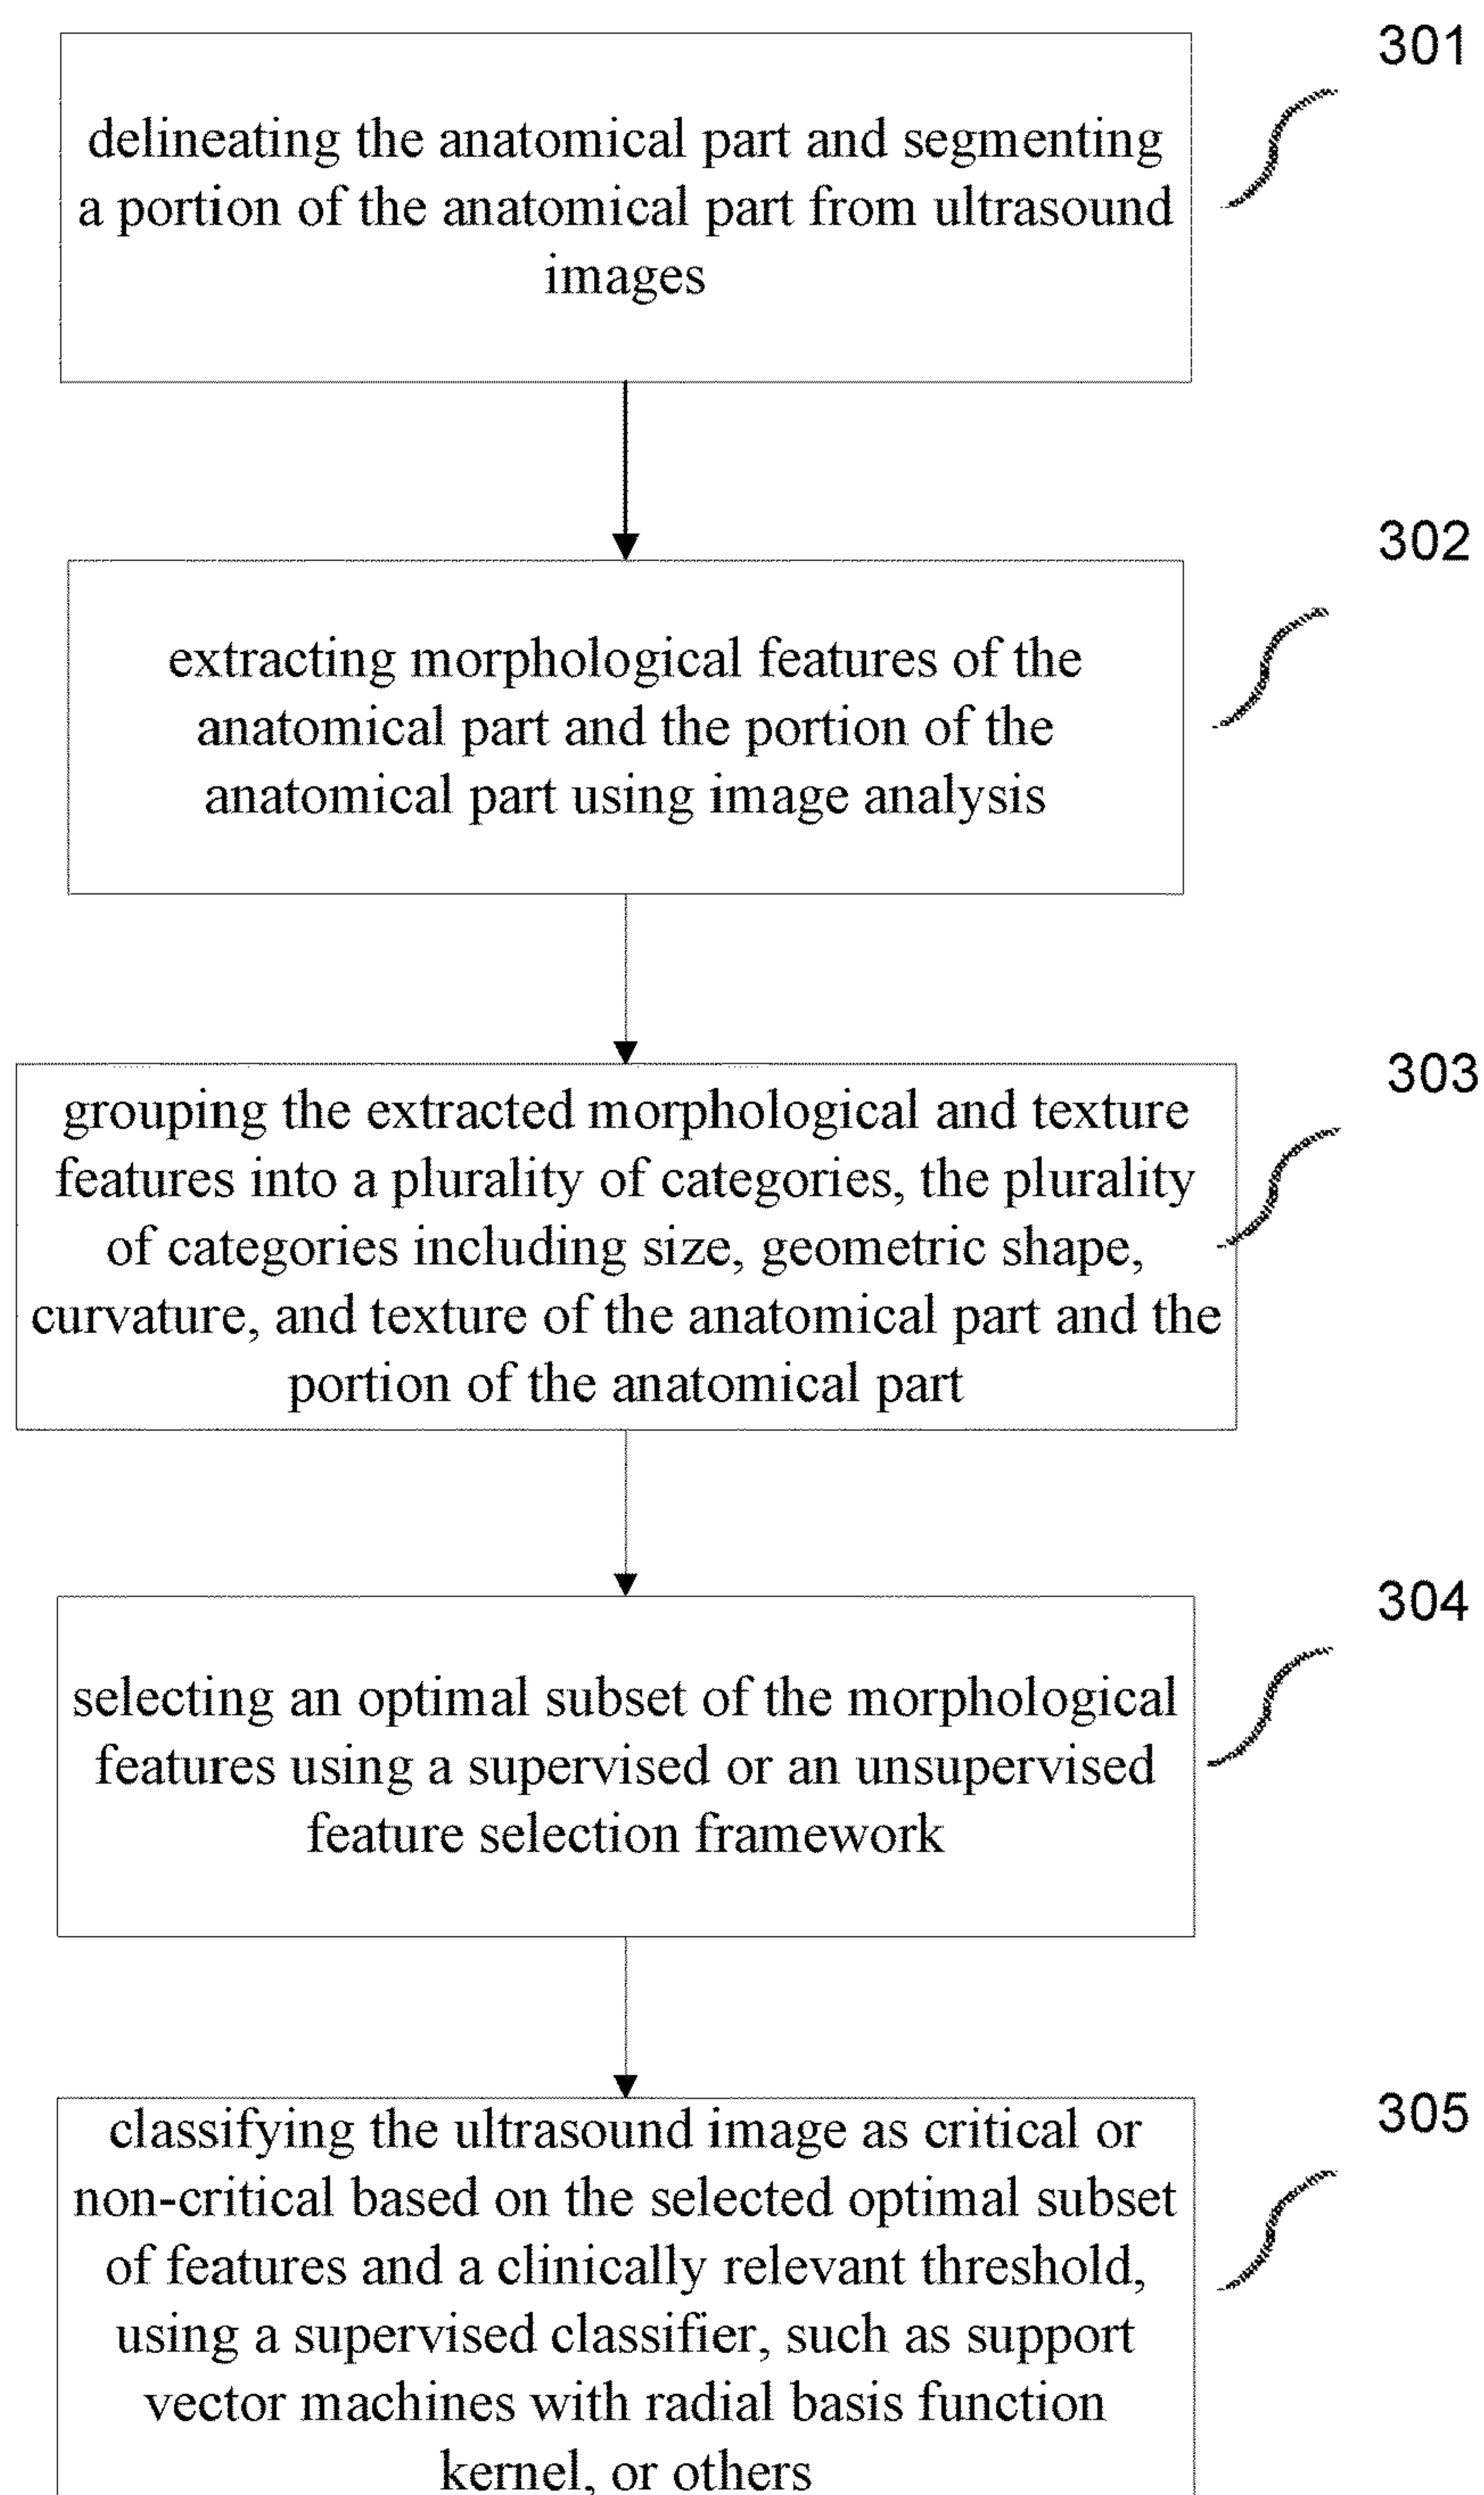 301
delineating the anatomical part and segmenting
a portion of the anatomical part from ultrasound
images
302
extracting morphological features of the
anatomical part and the portion of the
anatomical part using image analysis
303
grouping the extracted morphological and texture
features into a plurality of categories, the plurality
of categories including size, geometric shape,
curvature, and texture of the anatomical part and the
portion of the anatomical part
304
selecting an optimal subset of the morphological
features using a supervised or an unsupervised
feature selection framework
305
classifying the ultrasound image as critical or
non-critical based on the selected optimal subset
of features and a clinically relevant threshold,
using a supervised classifier, such as support
vector machines with radial basis function
kernel, or others